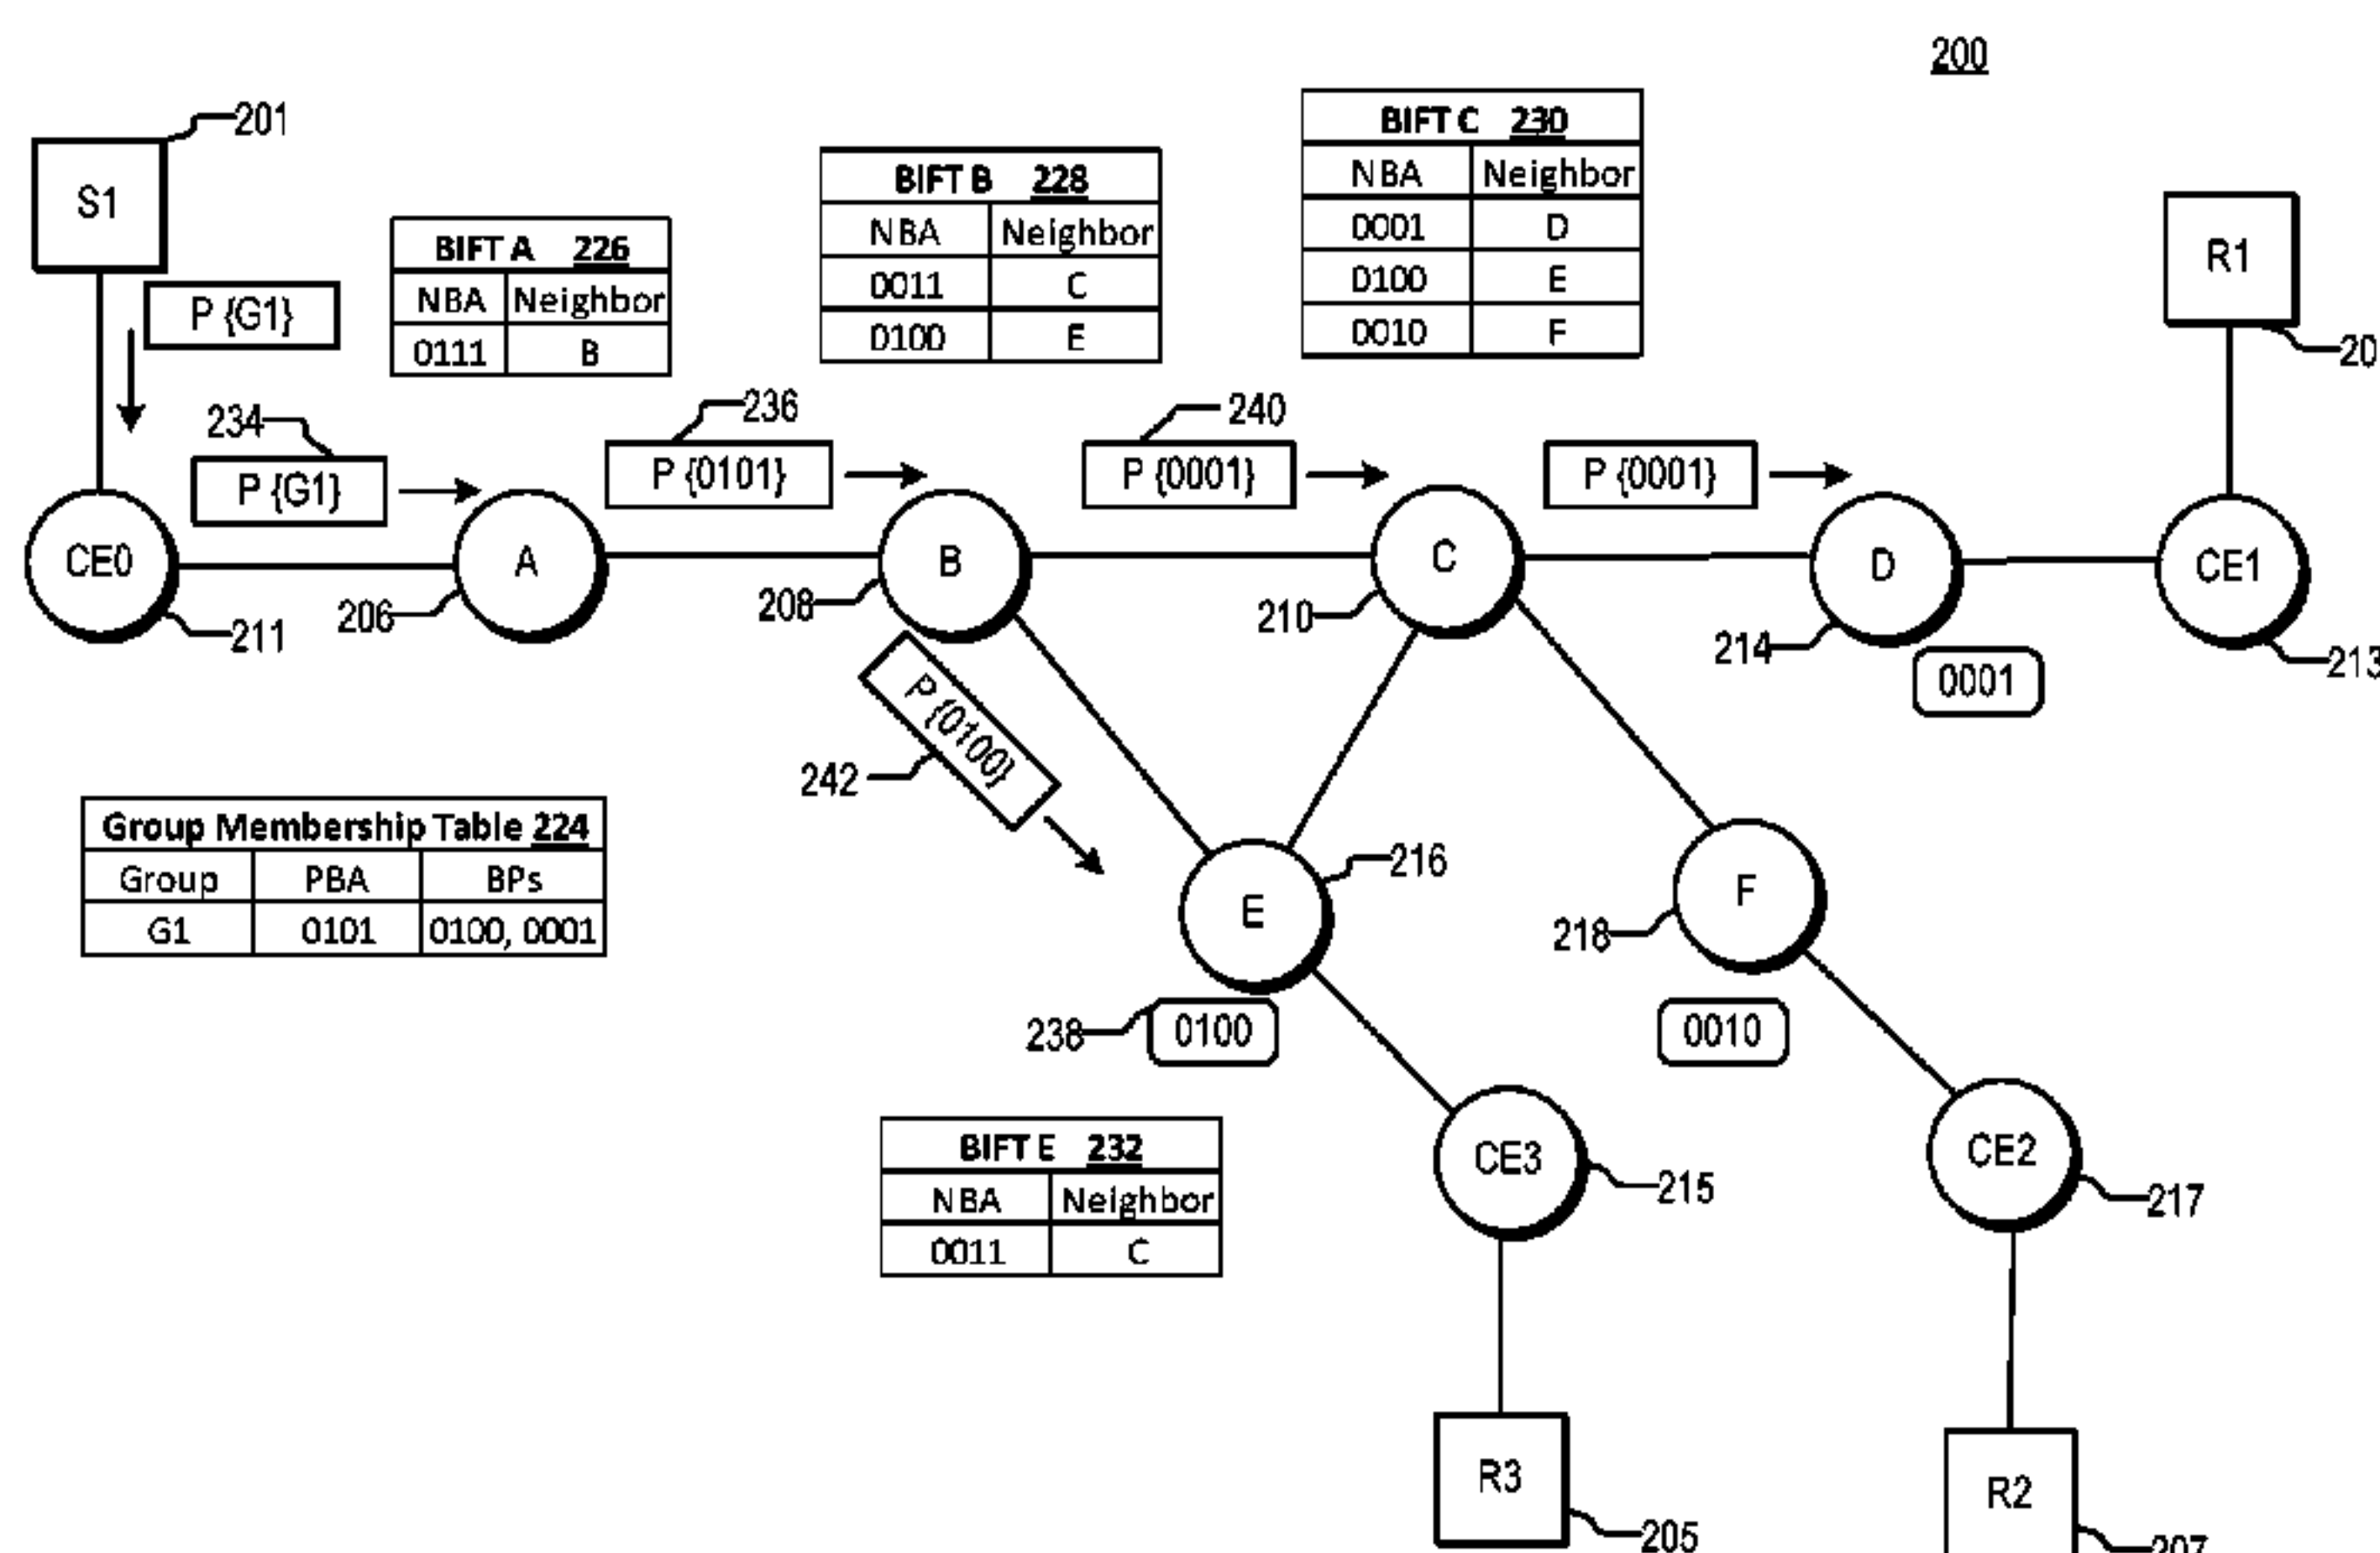 200
201
S1
P {G1}
BIFT A 226
NBA Neighbor
0111 B
BIFT B 228
NBA Neighbor
0011 C
0100 E
BIFT C 230
NBA Neighbor
0001 D
0100 E
0010 F
R1
20
234
P {G1}
236
P {0101}
240
P {0001}
P {0001}
CE0
211
A
206
B
208
C
210
D
214
0001
CE1
213
P {0100}
242
Group Membership Table 224
Group PBA BPs
G1 0101 0100, 0001
E
216
238
0100
F
218
0010
BIFT E 232
NBA Neighbor
0011 C
CE3
215
CE2
217
R3
205
R2
207